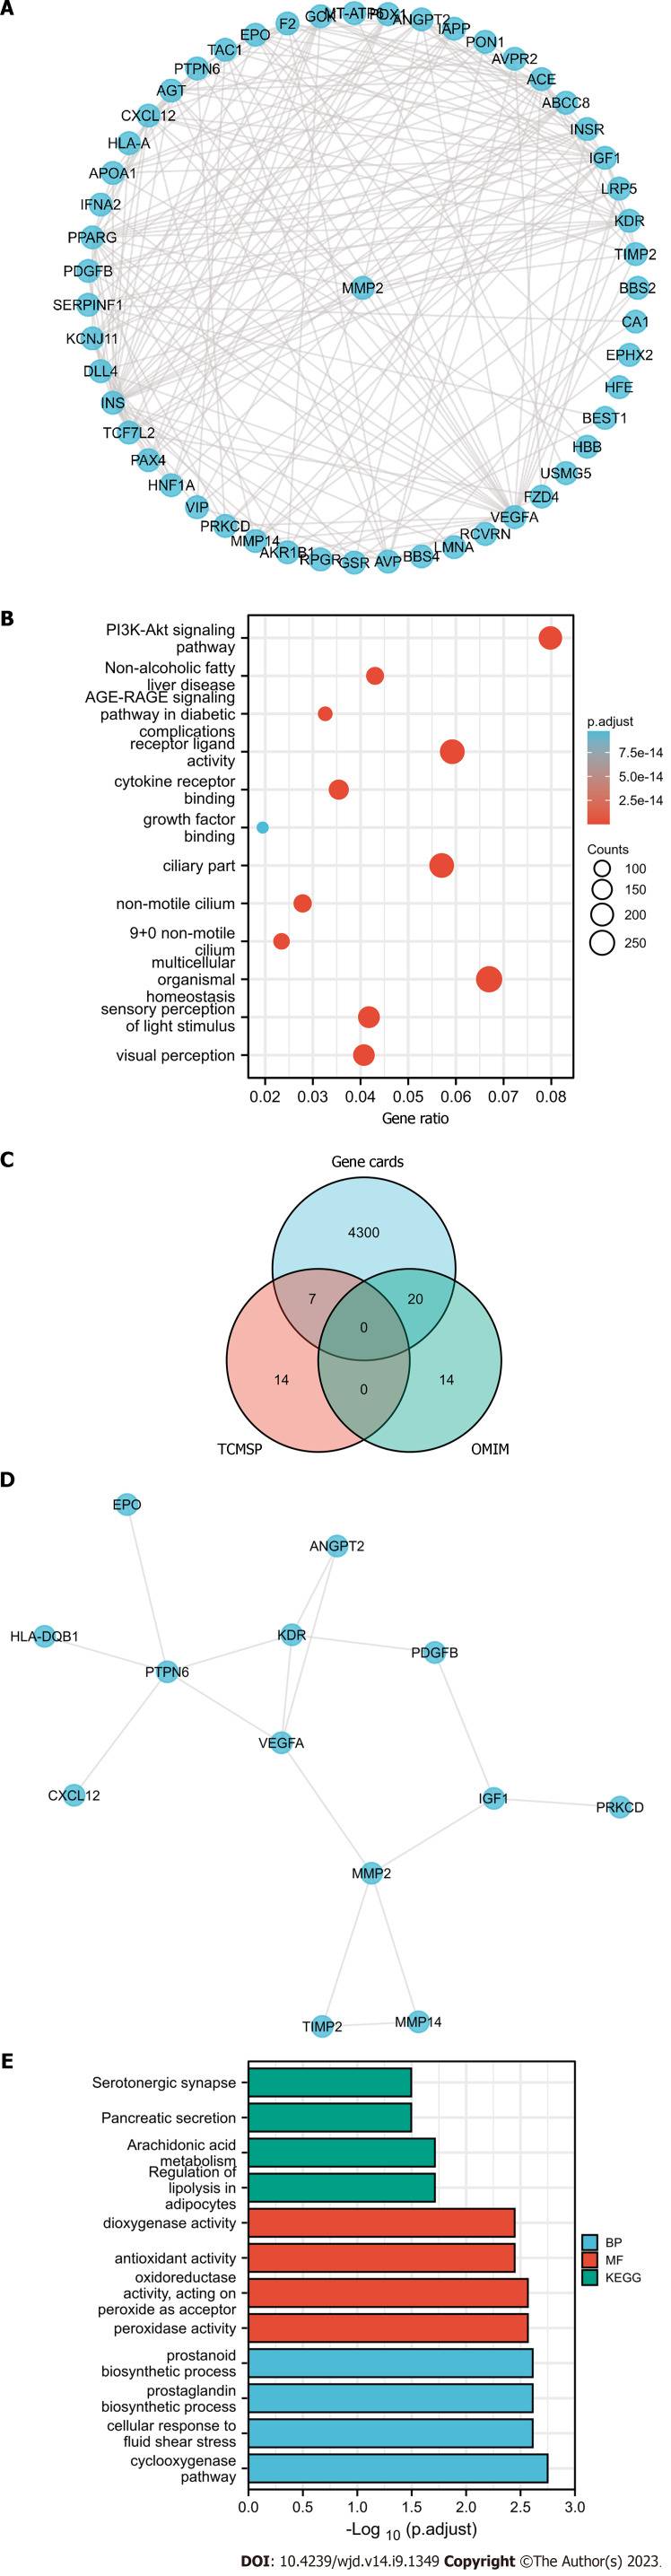 A
GCK
MT-ATP6
PDX1
ANGPT2
IAPP
F2
EPO
PON1
TAC1
AVPR2
PTPN6
ACE
AGT
ABCC8
CXCL12
INSR
HLA-A
IGF1
APOA1
LRP5
IFNA2
KDR
PPARG
TIMP2
PDGFB
MMP2
BBS2
SERPINF1
CA1
KCNJ11
EPHX2
DLL4
HFE
INS
BEST1
TCF7L2
HBB
PAX4
USMG5
HNF1A
FZD4
VIP
VEGFA
PRKCD
RCVRN
MMP14
LMNA
AKR1B1
BBS4
RPGR
GSR
AVP
B
PI3K-Akt signaling
pathway
Non-alcoholic fatty
liver disease
AGE-RAGE signaling
pathway in diabetic
complications
receptor ligand
activity
cytokine receptor
binding
growth factor
binding
ciliary part
non-motile cilium
9+0 non-motile
cilium
multicellular
organismal
homeostasis
sensory perception
of light stimulus
visual perception
0.02 0.03 0.04 0.05 0.06 0.07 0.08
Gene ratio
p.adjust
7.5e-14
5.0e-14
2.5e-14
Counts
100
150
200
250
C
Gene cards
4300
7
20
0
14
0
14
TCMSP
OMIM
D
EPO
ANGPT2
HLA-DQB1
KDR
PDGFB
PTPN6
VEGFA
CXCL12
IGF1
PRKCD
MMP2
TIMP2
MMP14
E
Serotonergic synapse
Pancreatic secretion
Arachidonic acid
metabolism
Regulation of
lipolysis in
adipocytes
dioxygenase activity
antioxidant activity
oxidoreductase
activity, acting on
peroxide as acceptor
peroxidase activity
prostanoid
biosynthetic process
prostaglandin
biosynthetic process
cellular response to
fluid shear stress
cyclooxygenase
pathway
BP
MF
KEGG
0.0 0.5 1.0 1.5 2.0 2.5 3.0
-Log 10 (p.adjust)
DOI: 10.4239/wjd.v14.i9.1349 Copyright ©The Author(s) 2023.